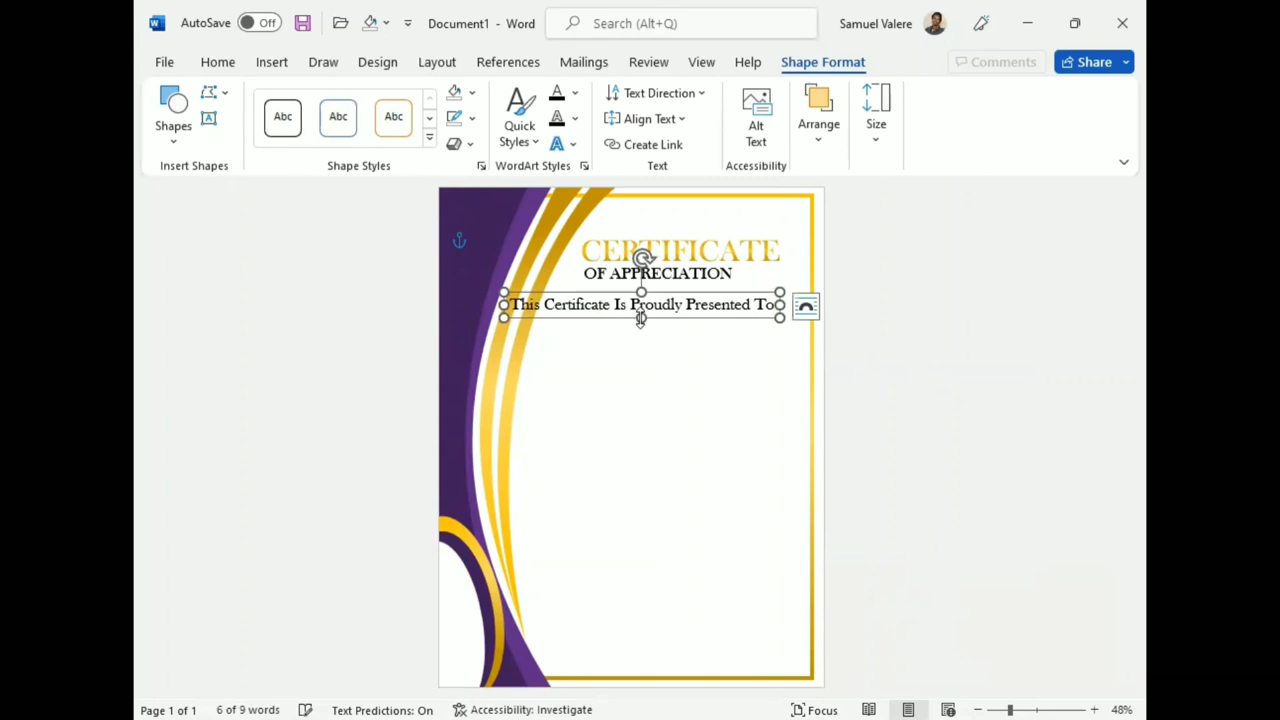 AutoSave Off Document1 - Word Search (Alt+Q) Samuel Valere
File Home Insert Draw Design Layout References Mailings Review View Help Shape Format Comments Share
Shapes
Insert Shapes
Abc Abc Abc
Shape Styles
Quick
Styles
WordArt Styles
Text Direction
Align Text
Create Link
Text
Alt
Text
Accessibility
Arrange
Size
CERTIFICATE
OF APPRECIATION
This Certificate Is Proudly Presented To
Page 1 of 1 6 of 9 words Text Predictions: On Accessibility: Investigate Focus 48%